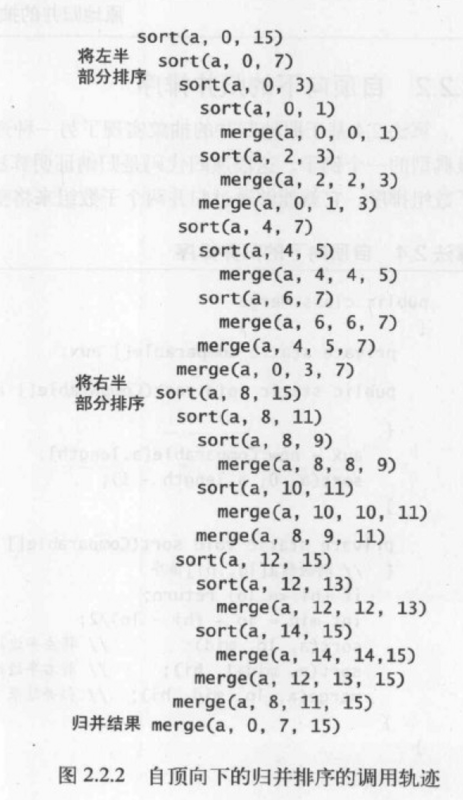 sort(a, 0, 15)
将左半 sort(a, 0, 7)
部分排序 sort(a, 0, 3)
sort(a, 0, 1)
merge(a, 0, 0, 1)
sort(a, 2, 3)
merge(a, 2, 2, 3)
merge(a, 0, 1, 3)
sort(a, 4, 7)
sort(a, 4, 5)
merge(a, 4, 4, 5)
sort(a, 6, 7)
merge(a, 6, 6, 7)
merge(a, 4, 5, 7)
merge(a, 0, 3, 7)
将右半
部分排序 sort(a, 8, 15)
sort(a, 8, 11)
sort(a, 8, 9)
merge(a, 8, 8, 9)
sort(a, 10, 11)
merge(a, 10, 10, 11)
merge(a, 8, 9, 11)
sort(a, 12, 15)
sort(a, 12, 13)
merge(a, 12, 12, 13)
sort(a, 14, 15)
merge(a, 14, 14,15)
merge(a, 12, 13, 15)
merge(a, 8, 11, 15)
归并结果 merge(a, 0, 7, 15)
图 2.2.2 自顶向下的归并排序的调用轨迹